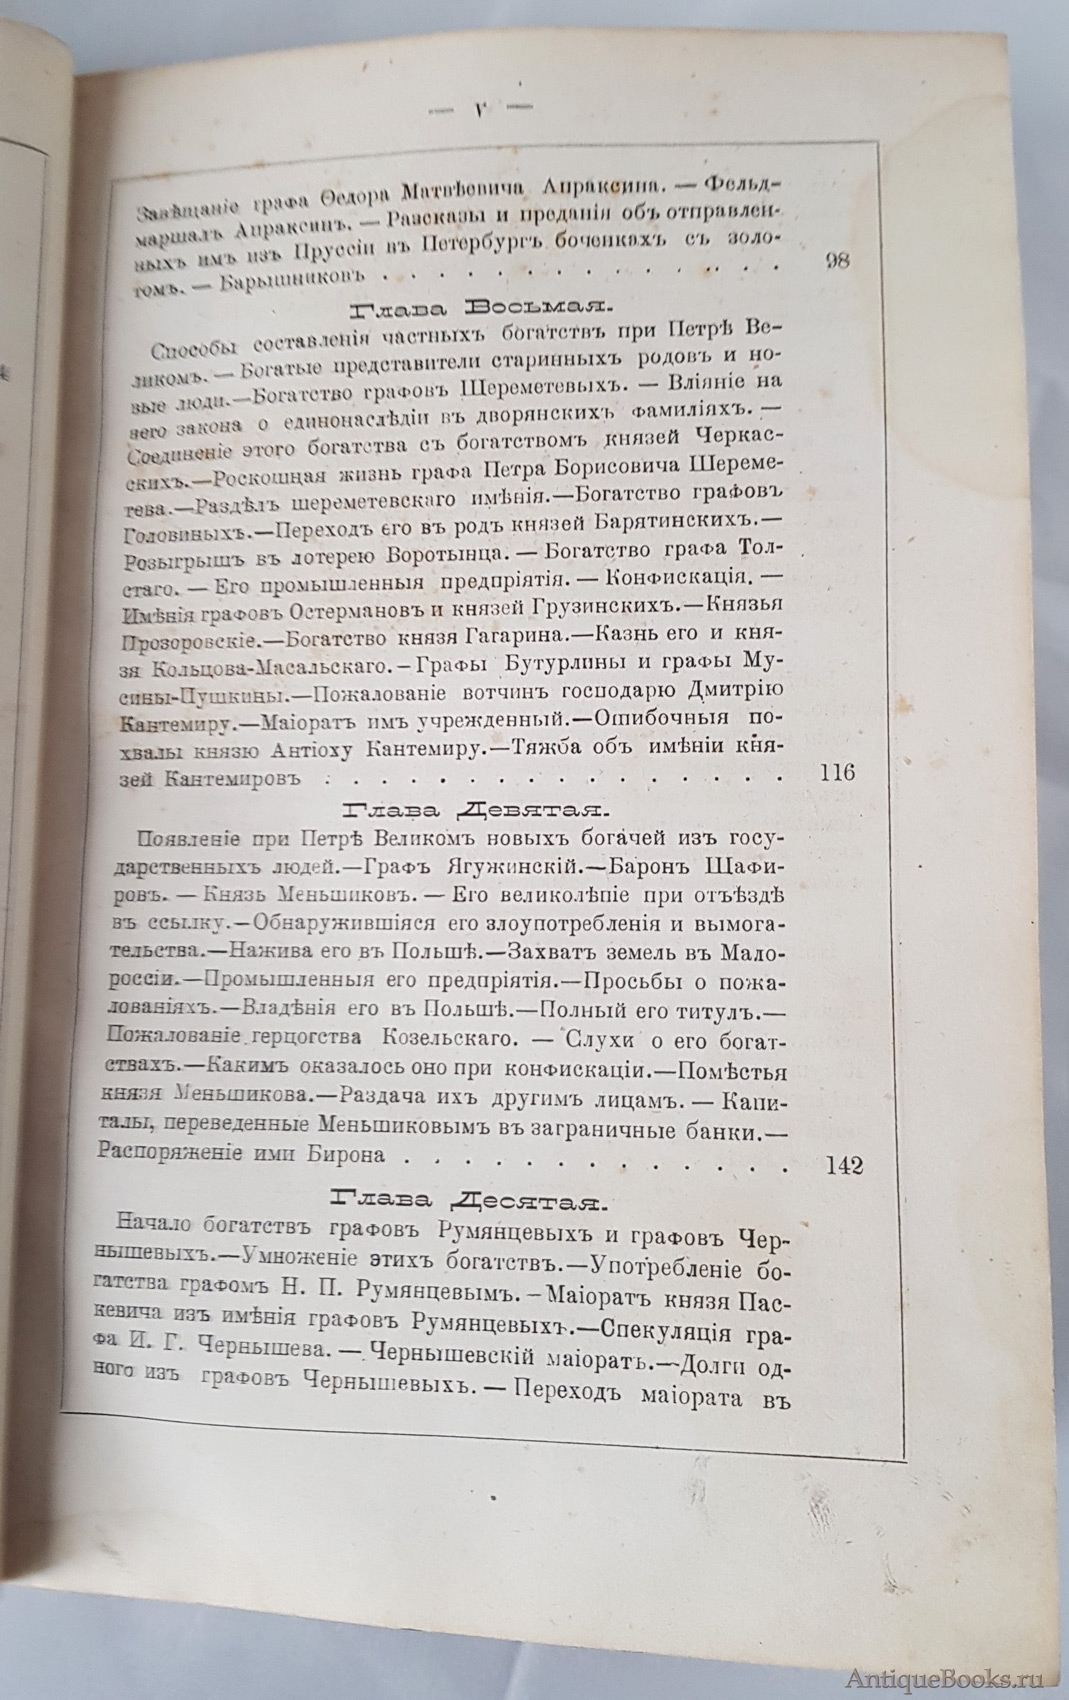 — V —
Завѣщаніе графа Ѳедора Матвѣевича Апраксина. — Фельд-
маршалъ Апраксинъ. — Разсказы и преданія объ отправлен-
ныхъ имъ изъ Пруссіи въ Петербургъ боченкахъ съ золо-
томъ. — Барышниковъ . . . . . . . . . . . . . . . 98
Глава Восьмая.
Способы составленія частныхъ богатствъ при Петрѣ Ве-
ликомъ. — Богатые представители старинныхъ родовъ и но-
вые люди.—Богатство графовъ Шереметевыхъ. — Вліяніе на
него закона о единонаслѣдіи въ дворянскихъ фамиліяхъ. —
Соединеніе этого богатства съ богатствомъ князей Черкас-
скихъ.—Роскошная жизнь графа Петра Борисовича Шереме-
тева.—Раздѣлъ шереметевскаго имѣнія.—Богатство графовъ
Головиныхъ.—Переходъ его въ родъ князей Барятинскихъ.—
Розыгрышъ въ лотерею Воротынца. — Богатство графа Тол-
стаго. — Его промышленныя предпріятія. — Конфискація. —
Имѣнія графовъ Остермановъ и князей Грузинскихъ.—Князья
Прозоровскіе.—Богатство князя Гагарина.—Казнь его и кня-
зя Кольцова-Масальскаго.—Графы Бутурлины и графы Му-
сины-Пушкины.—Пожалованіе вотчинъ господарю Дмитрію
Кантемиру.—Маіоратъ имъ учрежденный.—Ошибочныя по-
хвалы князю Антіоху Кантемиру.—Тяжба объ имѣніи кня-
зей Кантемировъ . . . . . . . . . . . . . . . . 116
Глава Девятая.
Появленіе при Петрѣ Великомъ новыхъ богачей изъ госу-
дарственныхъ людей.—Графъ Ягужинскій.—Баронъ Шафи-
ровъ. — Князь Меньшиковъ. — Его великолѣпіе при отъѣздѣ
въ ссылку.—Обнаружившіяся его злоупотребленія и вымога-
тельства.—Нажива его въ Польшѣ.—Захватъ земель въ Мало-
россіи.—Промышленныя его предпріятія.—Просьбы о пожа-
лованіяхъ.—Владѣнія его въ Польшѣ.—Полный его титулъ.—
Пожалованіе герцогства Козельскаго. — Слухи о его богат-
ствахъ.—Какимъ оказалось оно при конфискаціи.—Помѣстья
князя Меньшикова.—Раздача ихъ другимъ лицамъ. — Капи-
талы, переведенные Меньшиковымъ въ заграничные банки.—
Распоряженіе ими Бирона . . . . . . . . . . . . . 142
Глава Десятая.
Начало богатствъ графовъ Румянцевыхъ и графовъ Чер-
нышевыхъ.—Умноженіе этихъ богатствъ.—Употребленіе бо-
гатства графомъ Н. П. Румянцевымъ. — Маіоратъ князя Пас-
кевича изъ имѣнія графовъ Румянцевыхъ.—Спекуляція гра-
фа И. Г. Чернышева. — Чернышевскій маіоратъ.—Долги од-
ного изъ графовъ Чернышевыхъ. — Переходъ маіората въ
AntiqueBooks.ru